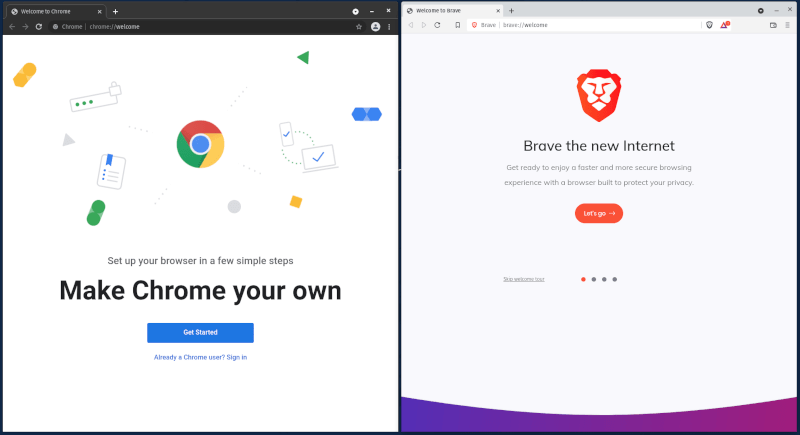 Welcome to Chrome
Chrome | chrome://welcome
Set up your browser in a few simple steps
Make Chrome your own
Get Started
Already a Chrome user? Sign in
Welcome to Brave
Brave | brave://welcome
Brave the new Internet
Get ready to enjoy a faster and more secure browsing
experience with a browser built to protect your privacy.
Let's go
Skip welcome tour